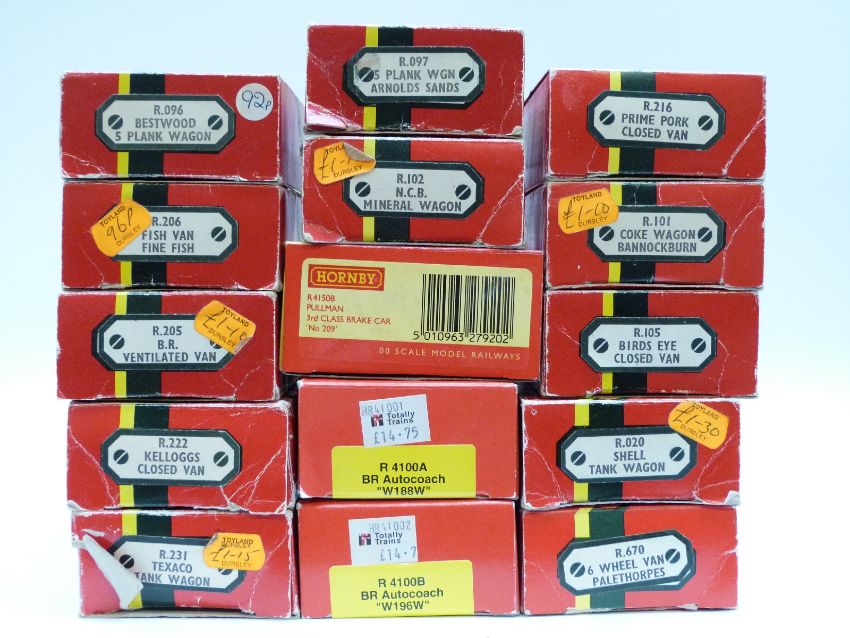 R.096
BESTWOOD
5 PLANK WAGON
92p
R.206
FISH VAN
FINE FISH
TOYLAND
96p
DURSLEY
R.205
B.R.
VENTILATED VAN
TOYLAND
DURSLEY
R.222
KELLOGGS
CLOSED VAN
R.231
TEXACO
TANK WAGON
TOYLAND
DURSLEY
£1-15
R.097
5 PLANK WGN
ARNOLDS SANDS
R.102
N.C.B.
MINERAL WAGON
DURSLEY
HORNBY
R4150B
PULLMAN
3rd CLASS BRAKE CAR
'No 209'
5 010963 279202
00 SCALE MODEL RAILWAYS
HR41001
Totally
Trains
£14.75
R 4100A
BR Autocoach
"W188W"
HR41002
Totally
Trains
£14.7
R 4100B
BR Autocoach
"W196W"
R.216
PRIME PORK
CLOSED VAN
R.101
COKE WAGON
BANNOCKBURN
TOYLAND
£1-00
DURSLEY
R.105
BIRDS EYE
CLOSED VAN
R.020
SHELL
TANK WAGON
TOYLAND
£1-30
DURSLEY
R.670
6 WHEEL VAN
PALETHORPES